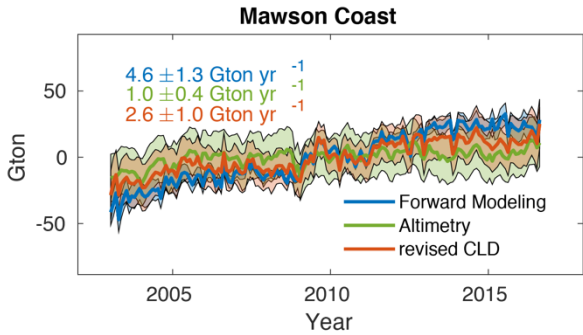 Mawson Coast
4.6 ±1.3 Gton yr -1
1.0 ±0.4 Gton yr -1
2.6 ±1.0 Gton yr -1
50
0
-50
Gton
Forward Modeling
Altimetry
revised CLD
2005
2010
2015
Year